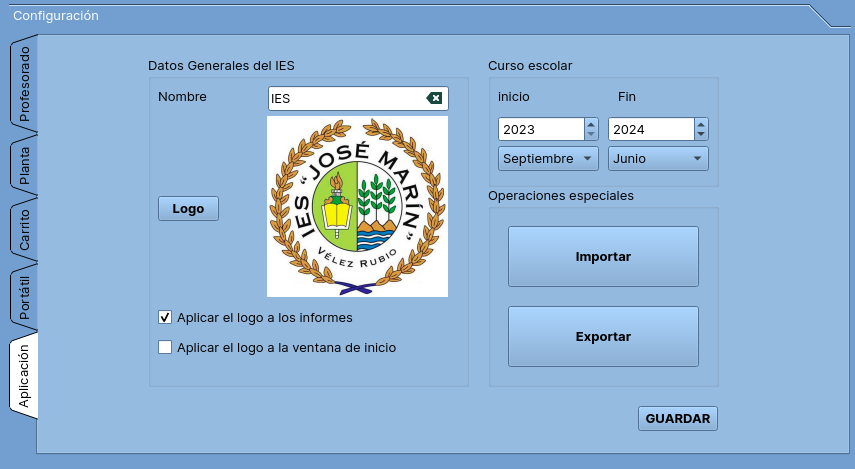 Configuración
Profesorado
Planta
Carrito
Portátil
Aplicación
Datos Generales del IES
Nombre
IES
Logo
IES "JOSÉ MARÍN"
VÉLEZ RUBIO
Aplicar el logo a los informes
Aplicar el logo a la ventana de inicio
Curso escolar
inicio Fin
2023 2024
Septiembre Junio
Operaciones especiales
Importar
Exportar
GUARDAR